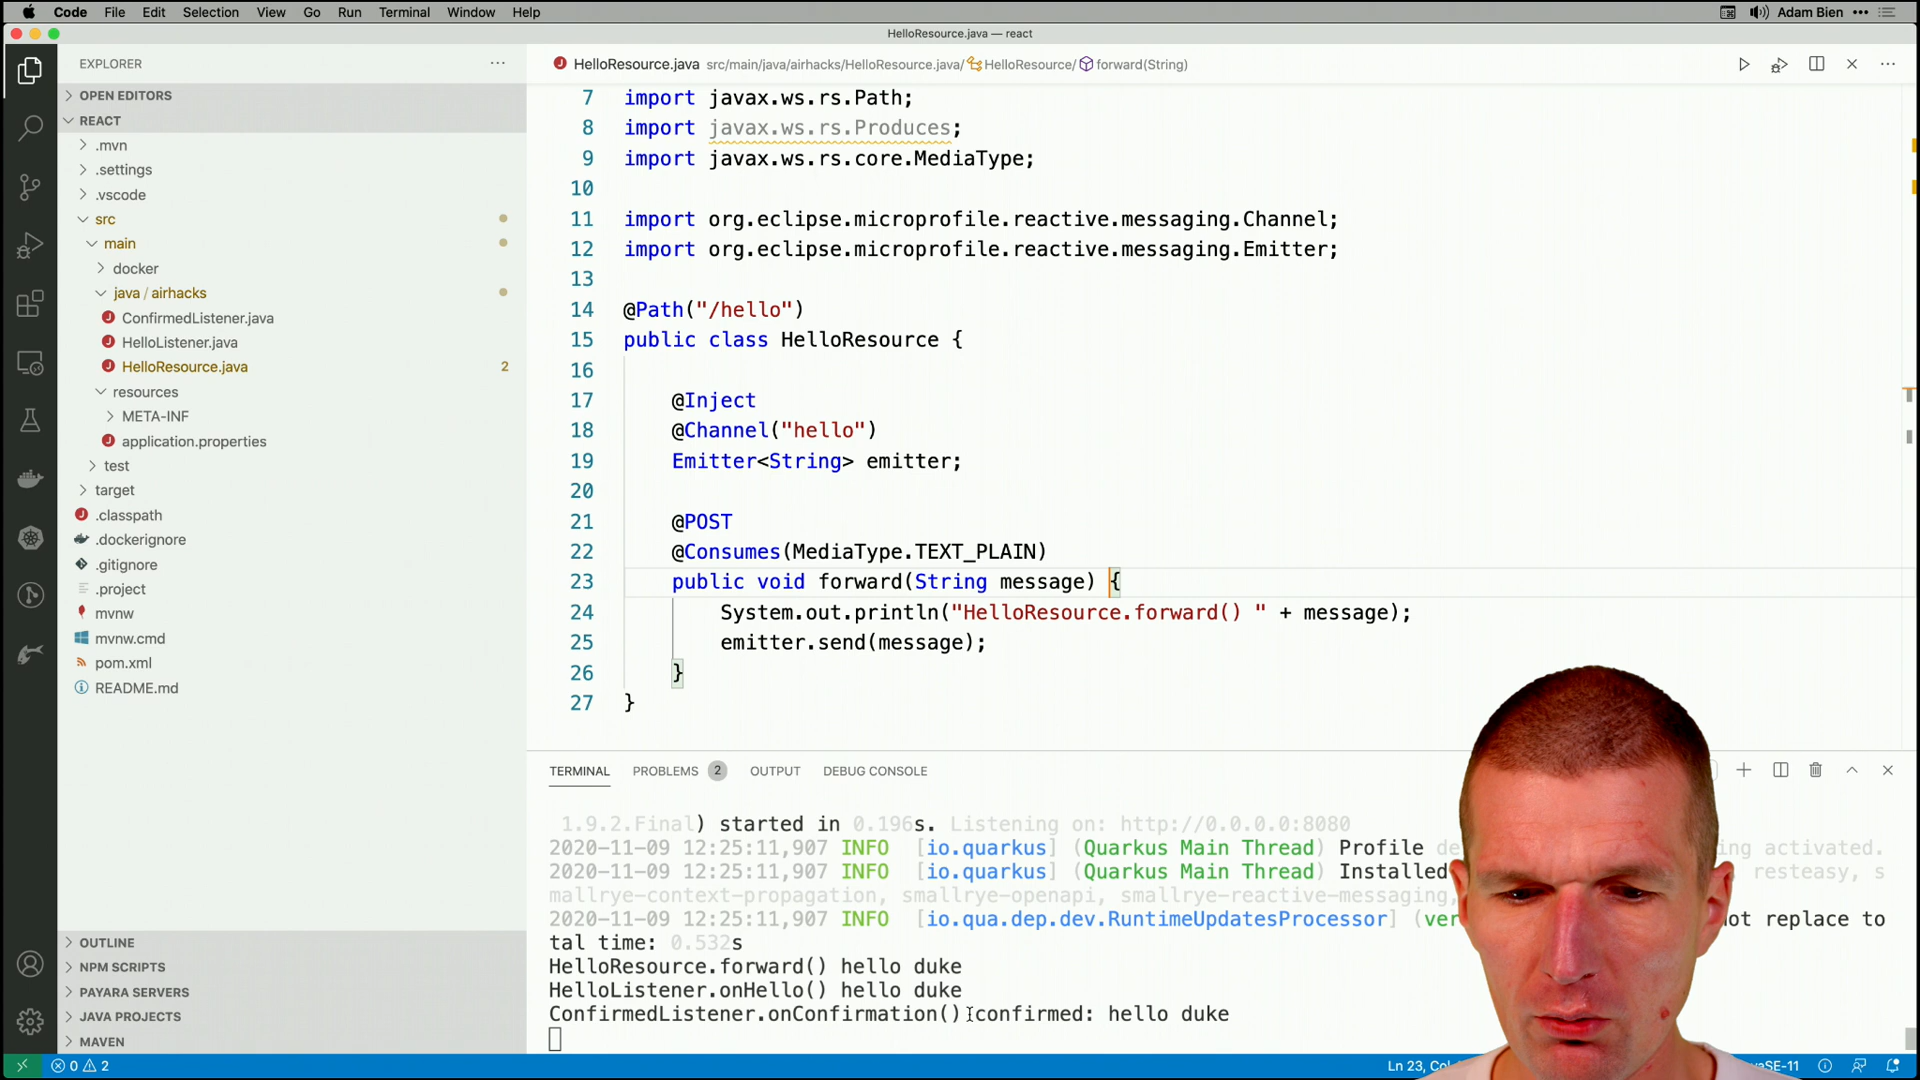 Code File Edit Selection View Go Run Terminal Window Help Adam Bien
HelloResource.java — react
EXPLORER
OPEN EDITORS
REACT
.mvn
.settings
.vscode
src
main
docker
java / airhacks
ConfirmedListener.java
HelloListener.java
HelloResource.java 2
resources
META-INF
application.properties
test
target
.classpath
.dockerignore
.gitignore
.project
mvnw
mvnw.cmd
pom.xml
README.md
OUTLINE
NPM SCRIPTS
PAYARA SERVERS
JAVA PROJECTS
MAVEN
HelloResource.java src/main/java/airhacks/HelloResource.java/ HelloResource/ forward(String)
7 import javax.ws.rs.Path;
8 import javax.ws.rs.Produces;
9 import javax.ws.rs.core.MediaType;
10
11 import org.eclipse.microprofile.reactive.messaging.Channel;
12 import org.eclipse.microprofile.reactive.messaging.Emitter;
13
14 @Path("/hello")
15 public class HelloResource {
16
17 @Inject
18 @Channel("hello")
19 Emitter<String> emitter;
20
21 @POST
22 @Consumes(MediaType.TEXT_PLAIN)
23 public void forward(String message) {
24 System.out.println("HelloResource.forward() " + message);
25 emitter.send(message);
26 }
27 }
TERMINAL PROBLEMS 2 OUTPUT DEBUG CONSOLE
1.9.2.Final) started in 0.196s. Listening on: http://0.0.0.0:8080
2020-11-09 12:25:11,907 INFO [io.quarkus] (Quarkus Main Thread) Profile activated.
2020-11-09 12:25:11,907 INFO [io.quarkus] (Quarkus Main Thread) Installed resteasy, s
mallrye-context-propagation, smallrye-openapi, smallrye-reactive-messaging,
2020-11-09 12:25:11,919 INFO [io.qua.dep.dev.RuntimeUpdatesProcessor] replace to
tal time: 0.532s
HelloResource.forward() hello duke
HelloListener.onHello() hello duke
ConfirmedListener.onConfirmation() confirmed: hello duke
0 2 Ln 23,